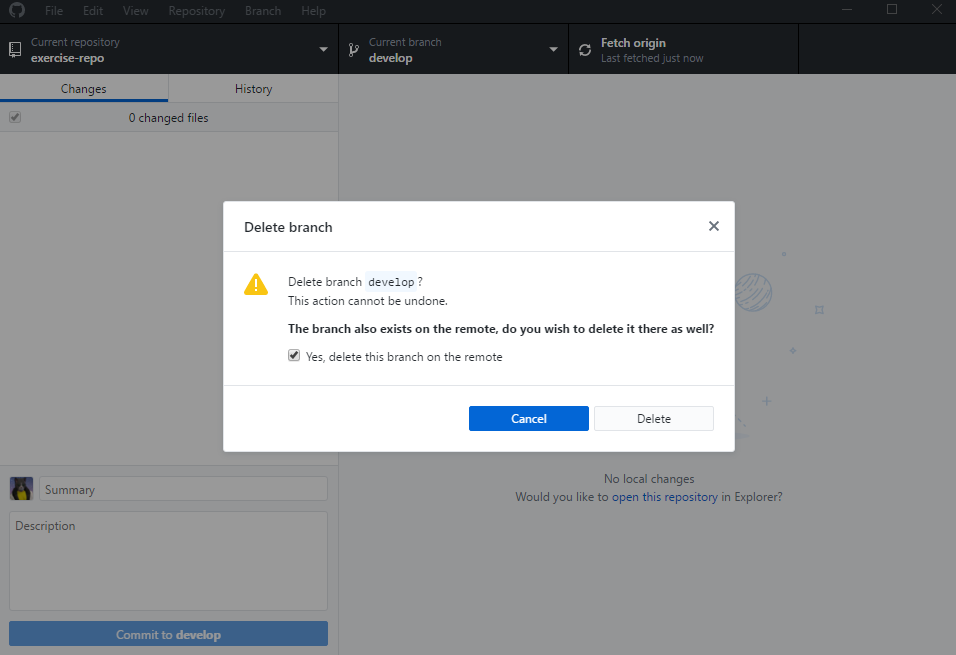 File Edit View Repository Branch Help
Current repository
exercise-repo
Current branch
develop
Fetch origin
Last fetched just now
Changes History
0 changed files
Delete branch
Delete branch develop ?
This action cannot be undone.
The branch also exists on the remote, do you wish to delete it there as well?
Yes, delete this branch on the remote
Cancel Delete
No local changes
Would you like to open this repository in Explorer?
Summary
Description
Commit to develop